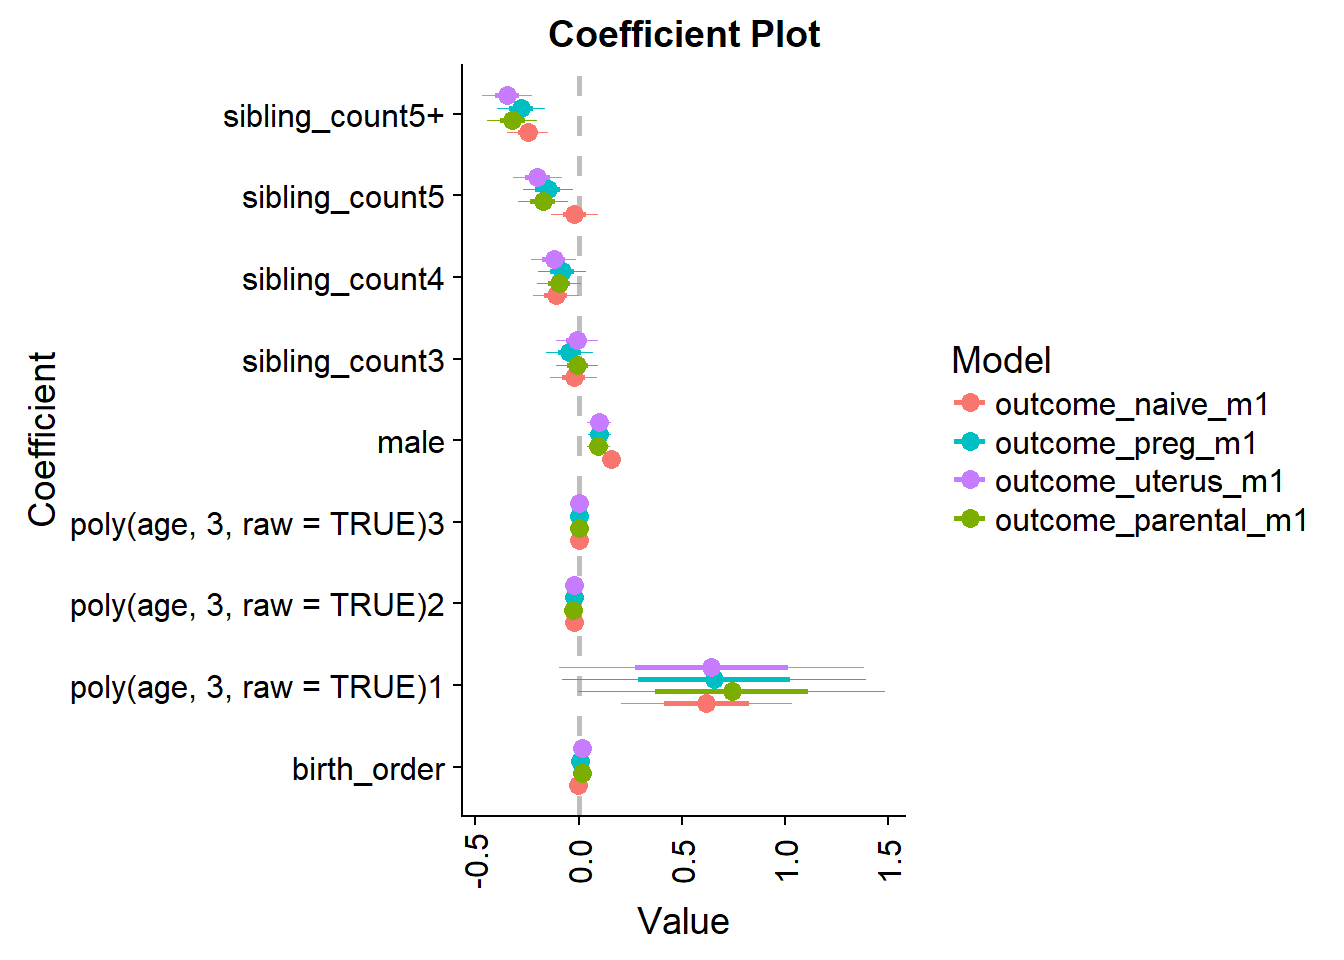 Coefficient Plot
Coefficient
sibling_count5+
sibling_count5
sibling_count4
sibling_count3
male
poly(age, 3, raw = TRUE)3
poly(age, 3, raw = TRUE)2
poly(age, 3, raw = TRUE)1
birth_order
-0.5
0.0
0.5
1.0
1.5
Value
Model
outcome_naive_m1
outcome_preg_m1
outcome_uterus_m1
outcome_parental_m1